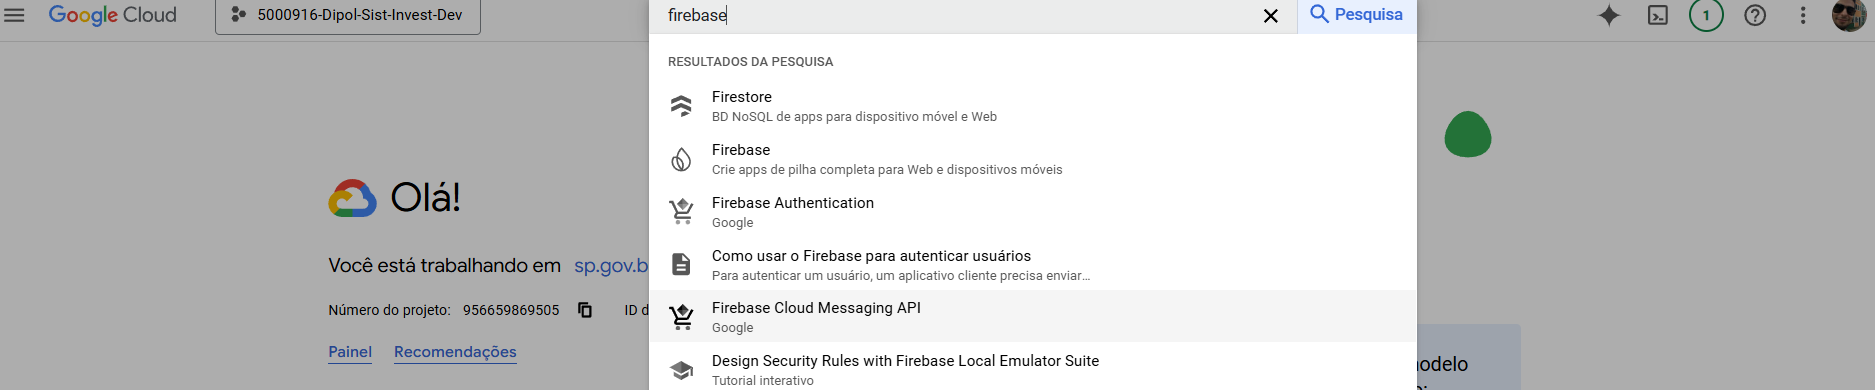 Google Cloud
5000916-Dipol-Sist-Invest-Dev
firebase
Pesquisa
1
RESULTADOS DA PESQUISA
Firestore
BD NoSQL de apps para dispositivo móvel e Web
Firebase
Crie apps de pilha completa para Web e dispositivos móveis
Firebase Authentication
Google
Como usar o Firebase para autenticar usuários
Para autenticar um usuário, um aplicativo cliente precisa enviar…
Firebase Cloud Messaging API
Google
Design Security Rules with Firebase Local Emulator Suite
Tutorial interativo
Olá!
Você está trabalhando em sp.gov.b
Número do projeto: 956659869505 ID d
Painel Recomendações
odelo